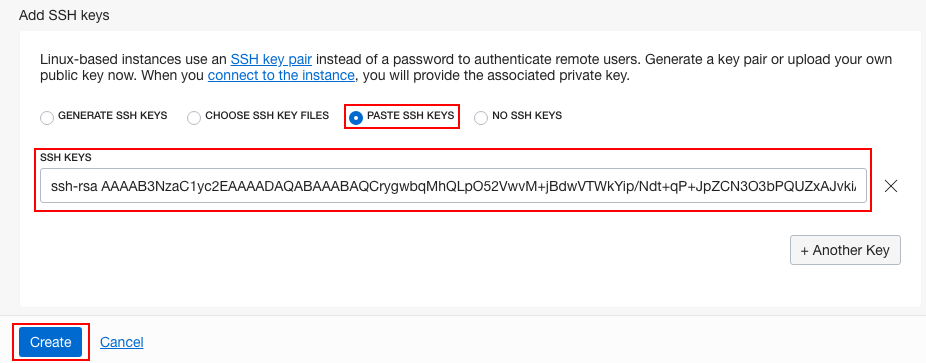 Add SSH keys
Linux-based instances use an SSH key pair instead of a password to authenticate remote users. Generate a key pair or upload your own
public key now. When you connect to the instance, you will provide the associated private key.
GENERATE SSH KEYS CHOOSE SSH KEY FILES PASTE SSH KEYS NO SSH KEYS
SSH KEYS
ssh-rsa AAAAB3NzaC1yc2EAAAADAQABAAABAQCrygwbqMhQLpO52VwvM+jBdwVTWkYip/Ndt+qP+JpZCN3O3bPQUZxAJvkiA
+ Another Key
Create Cancel